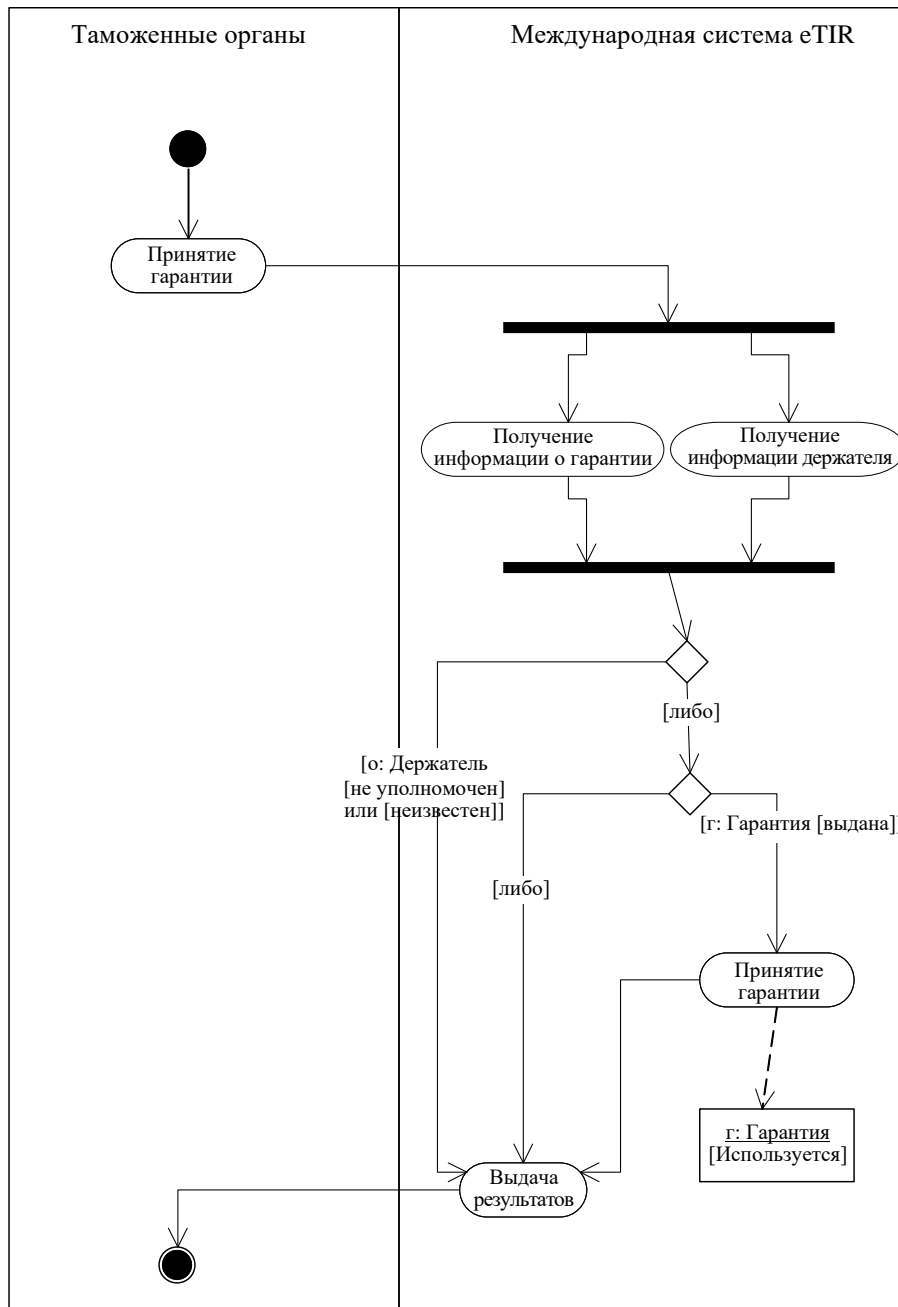 Таможенные органы
Международная система eTIR
Принятие
гарантии
Получение
информации о гарантии
Получение
информации держателя
[либо]
[о: Держатель
[не уполномочен]
или [неизвестен]]
[г: Гарантия [выдана]]
[либо]
Принятие
гарантии
г: Гарантия
[Используется]
Выдача
результатов